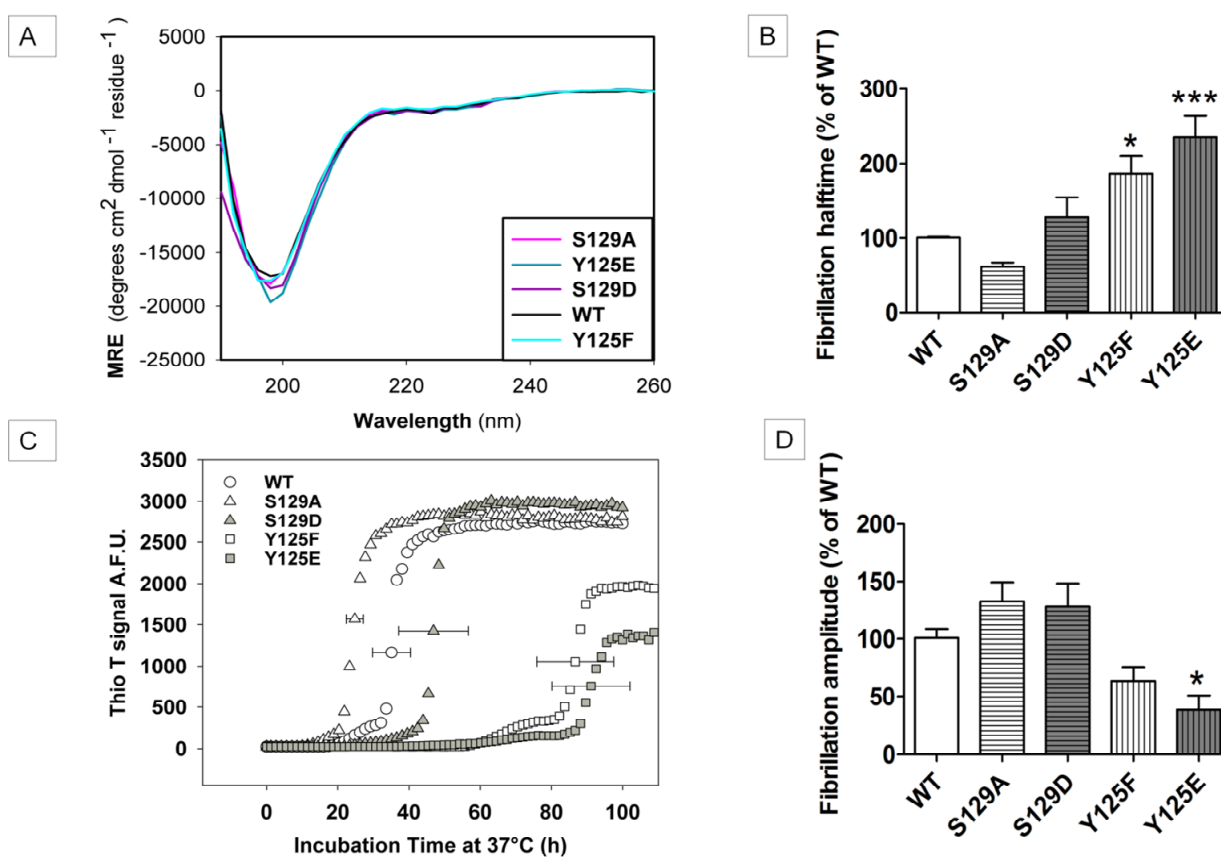 A
MRE (degrees cm2 dmol -1 residue -1)
5000
0
-5000
-10000
-15000
-20000
-25000
200
220
240
260
Wavelength (nm)
S129A
Y125E
S129D
WT
Y125F
B
Fibrillation halftime (% of WT)
300
200
100
0
*
***
WT
S129A
S129D
Y125F
Y125E
C
Thio T signal A.F.U.
3500
3000
2500
2000
1500
1000
500
0
WT
S129A
S129D
Y125F
Y125E
0
20
40
60
80
100
Incubation Time at 37°C (h)
D
Fibrillation amplitude (% of WT)
200
150
100
50
0
*
WT
S129A
S129D
Y125F
Y125E